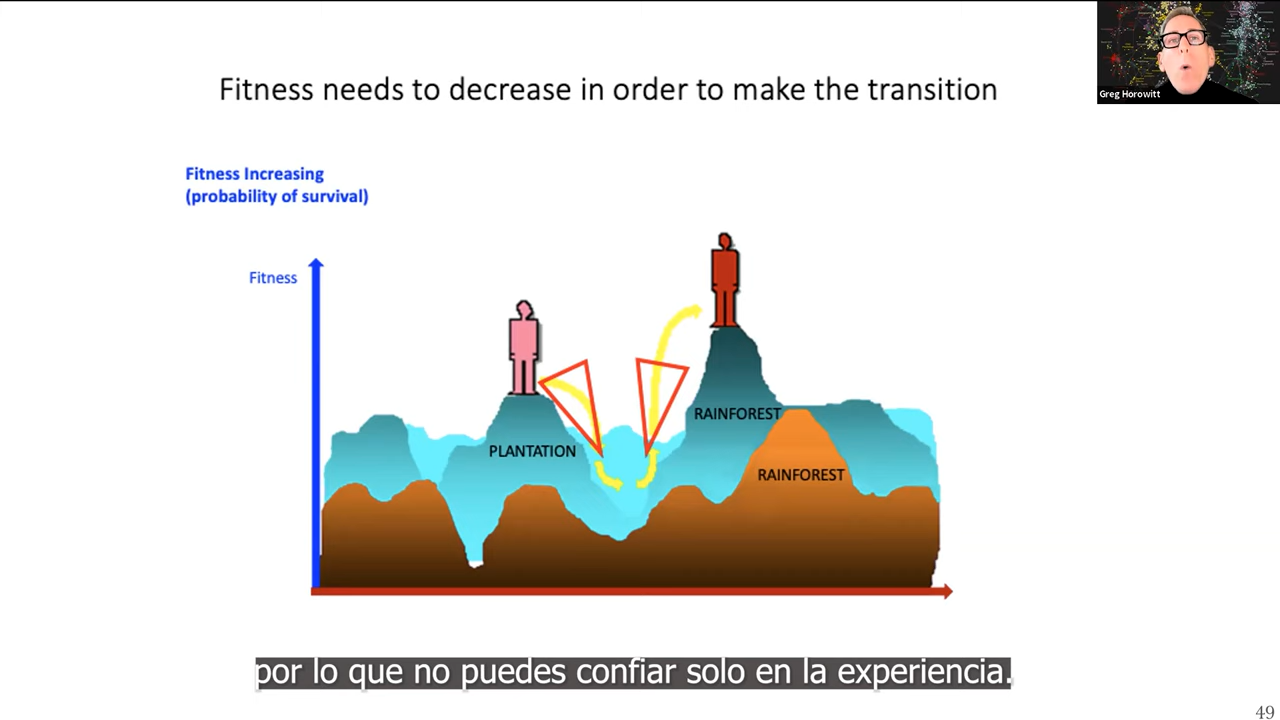 Greg Horowitt
Fitness needs to decrease in order to make the transition
Fitness Increasing
(probability of survival)
Fitness
RAINFOREST
PLANTATION
RAINFOREST
por lo que no puedes confiar solo en la experiencia.
49